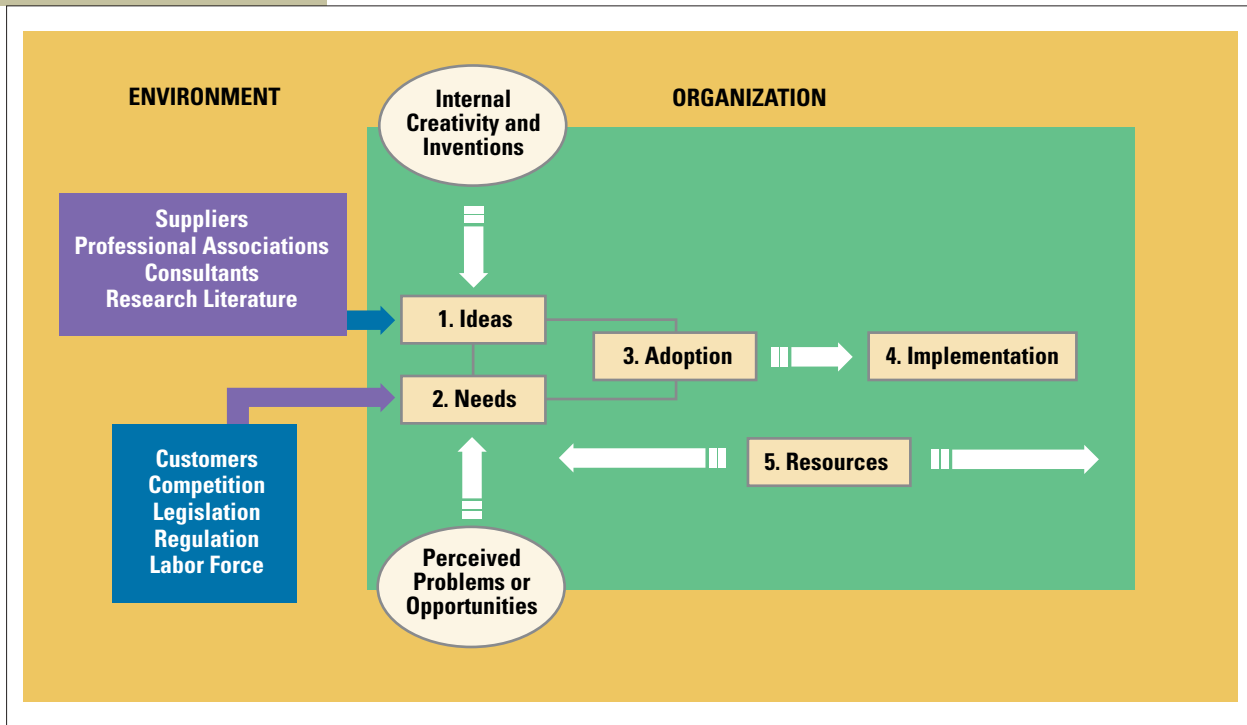 ENVIRONMENT
ORGANIZATION
Internal
Creativity and
Inventions
Suppliers
Professional Associations
Consultants
Research Literature
1. Ideas
3. Adoption
4. Implementation
2. Needs
Customers
Competition
Legislation
Regulation
Labor Force
5. Resources
Perceived
Problems or
Opportunities